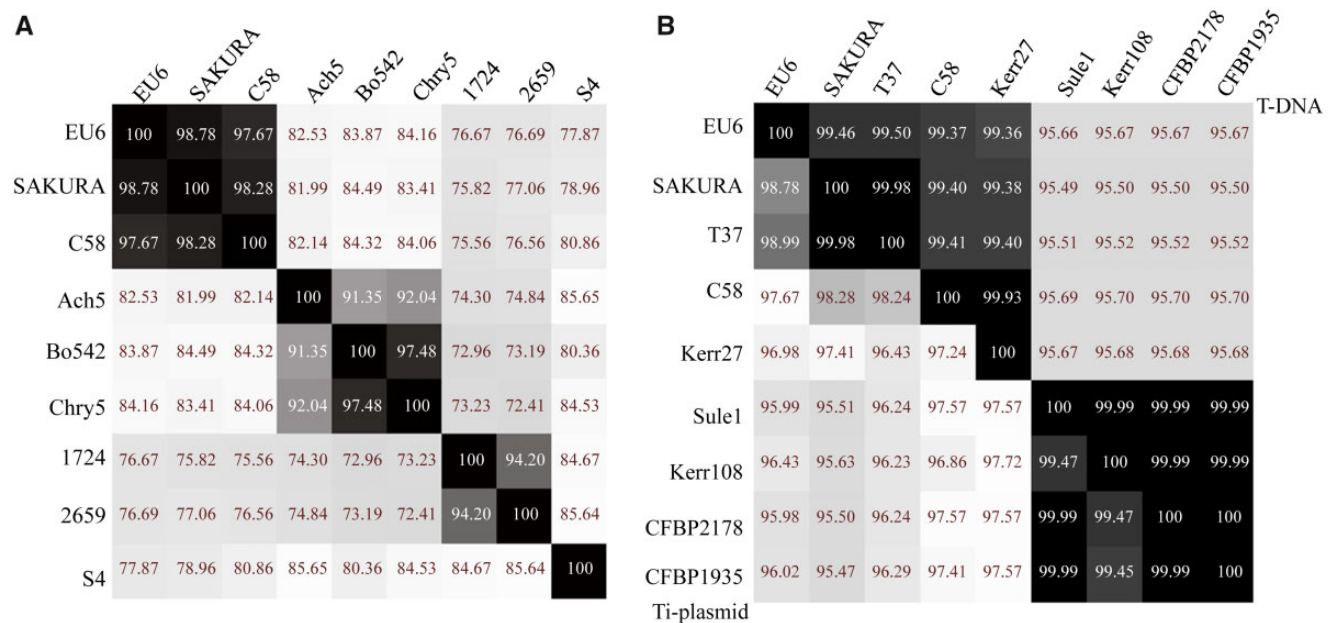 A
EU6 SAKURA C58 Ach5 Bo542 Chry5 1724 2659 S4
EU6 100 98.78 97.67 82.53 83.87 84.16 76.67 76.69 77.87
SAKURA 98.78 100 98.28 81.99 84.49 83.41 75.82 77.06 78.96
C58 97.67 98.28 100 82.14 84.32 84.06 75.56 76.56 80.86
Ach5 82.53 81.99 82.14 100 91.35 92.04 74.30 74.84 85.65
Bo542 83.87 84.49 84.32 91.35 100 97.48 72.96 73.19 80.36
Chry5 84.16 83.41 84.06 92.04 97.48 100 73.23 72.41 84.53
1724 76.67 75.82 75.56 74.30 72.96 73.23 100 94.20 84.67
2659 76.69 77.06 76.56 74.84 73.19 72.41 94.20 100 85.64
S4 77.87 78.96 80.86 85.65 80.36 84.53 84.67 85.64 100
B
EU6 SAKURA T37 C58 Kerr27 Sule1 Kerr108 CFBP2178 CFBP1935
T-DNA
EU6 100 99.46 99.50 99.37 99.36 95.66 95.67 95.67 95.67
SAKURA 98.78 100 99.98 99.40 99.38 95.49 95.50 95.50 95.50
T37 98.99 99.98 100 99.41 99.40 95.51 95.52 95.52 95.52
C58 97.67 98.28 98.24 100 99.93 95.69 95.70 95.70 95.70
Kerr27 96.98 97.41 96.43 97.24 100 95.67 95.68 95.68 95.68
Sule1 95.99 95.51 96.24 97.57 97.57 100 99.99 99.99 99.99
Kerr108 96.43 95.63 96.23 96.86 97.72 99.47 100 99.99 99.99
CFBP2178 95.98 95.50 96.24 97.57 97.57 99.99 99.47 100 100
CFBP1935 96.02 95.47 96.29 97.41 97.57 99.99 99.45 99.99 100
Ti-plasmid